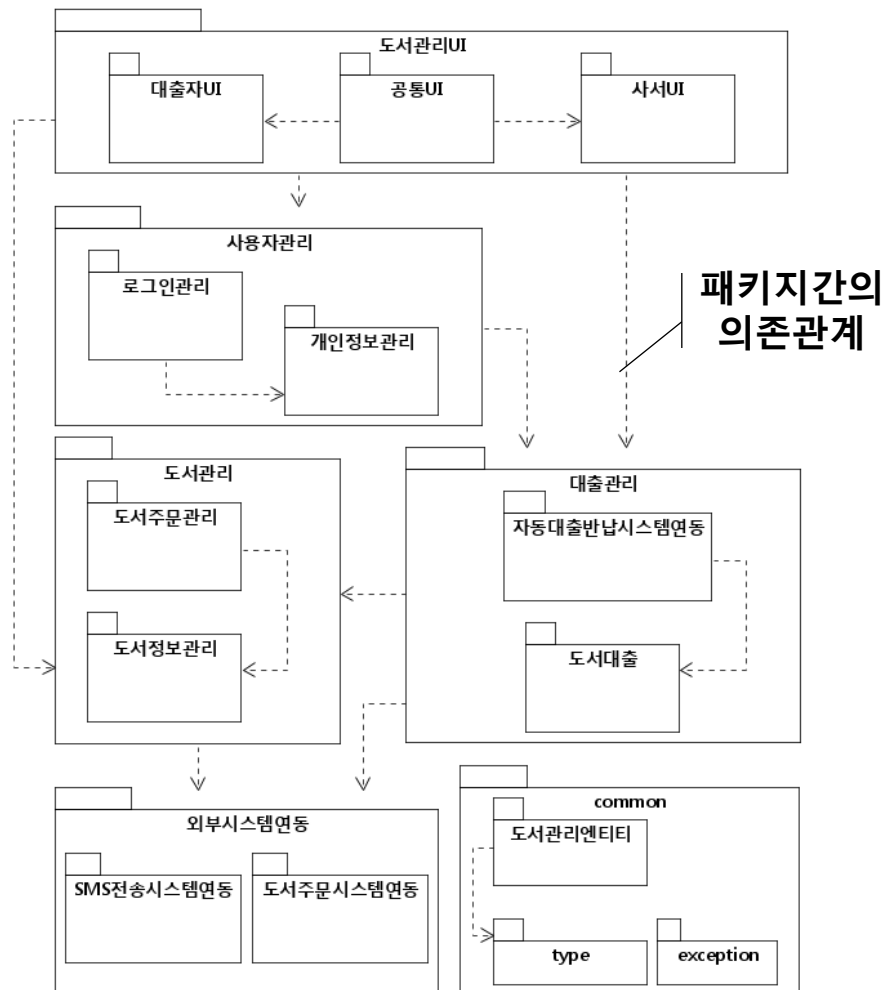 도서관리UI
대출자UI
공통UI
사서UI
사용자관리
로그인관리
개인정보관리
패키지간의
의존관계
도서관리
도서주문관리
도서정보관리
대출관리
자동대출반납시스템연동
도서대출
외부시스템연동
SMS전송시스템연동
도서주문시스템연동
common
도서관리엔티티
type
exception